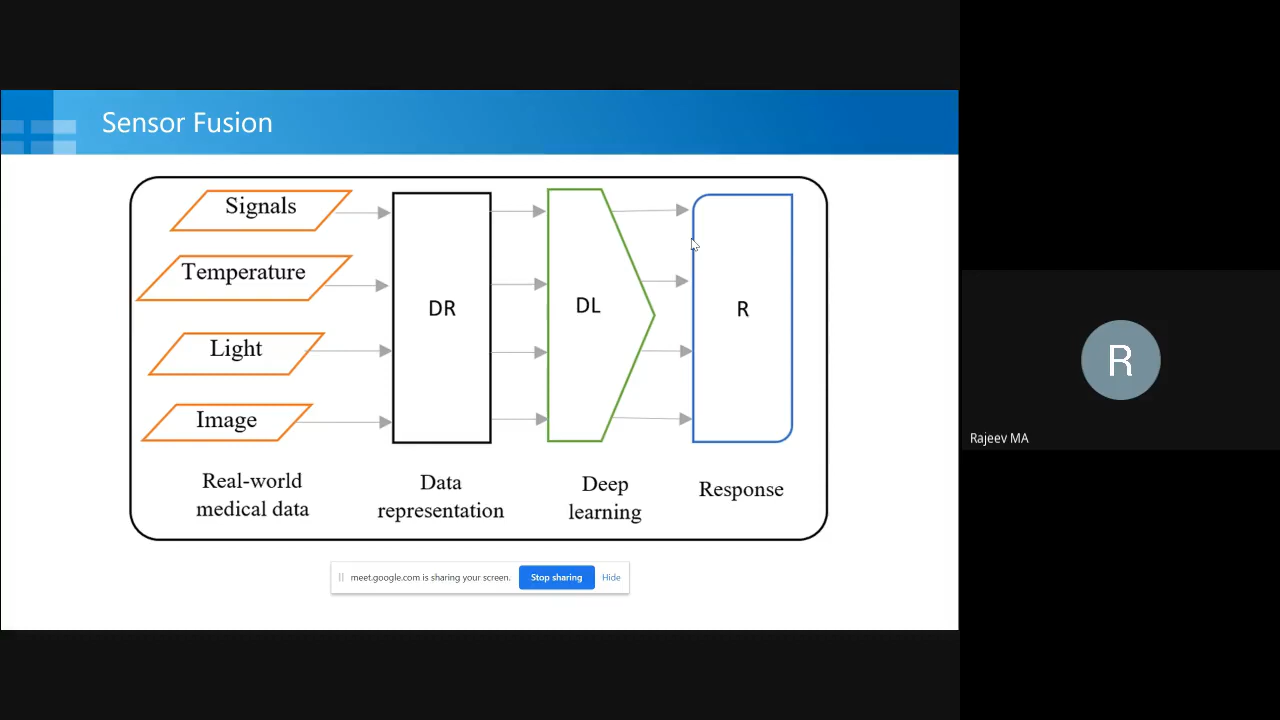 Sensor Fusion
Signals
Temperature
Light
Image
DR
DL
R
Real-world
medical data
Data
representation
Deep
learning
Response
meet.google.com is sharing your screen.
Stop sharing
Hide
R
Rajeev MA